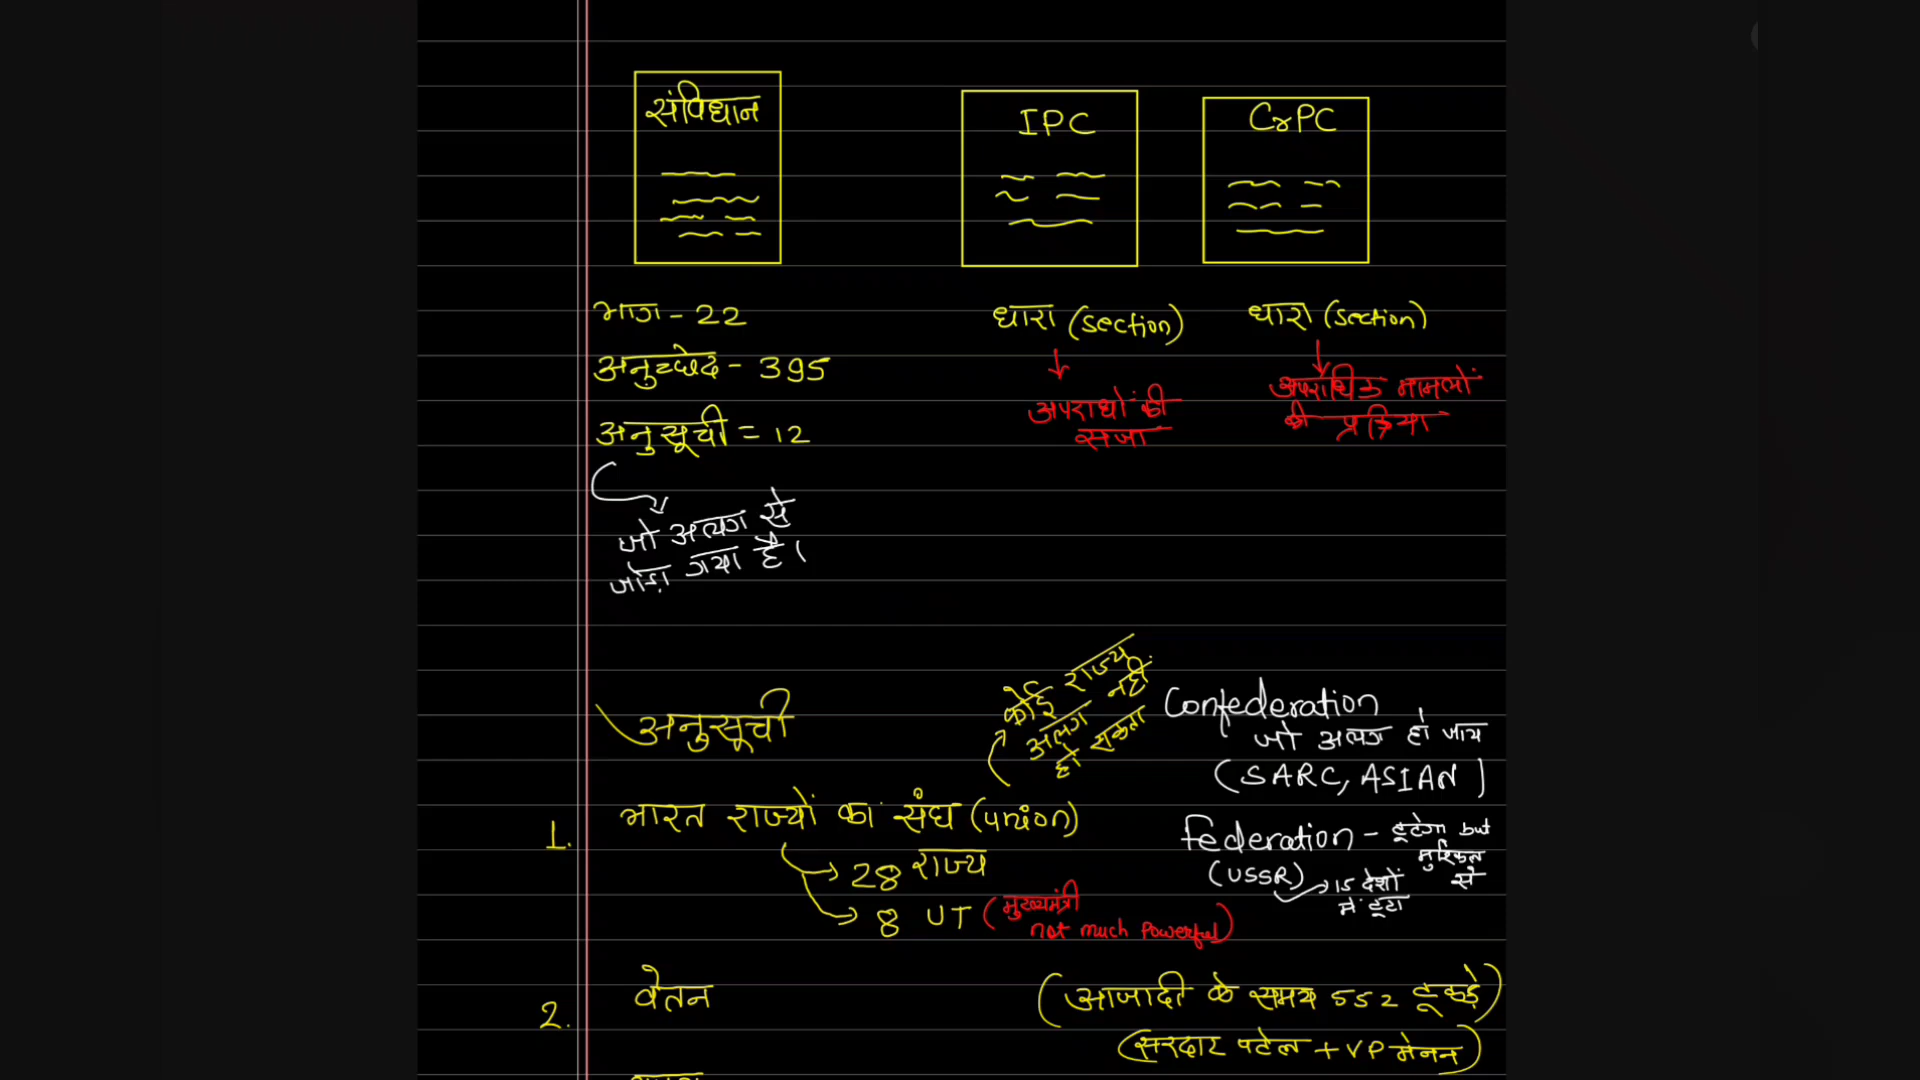 संविधान
IPC
CrPC
भाग - 22
धारा (section)
धारा (section)
अनुच्छेद - 395
अपराधों की
सजा
अपराधिक मामलों
की प्रक्रिया
अनुसूची = 12
जो अलग से
जोड़ा गया है।
अनुसूची
कोई राज्य
अलग नहीं
हो सकता
Confederation
जो अलग हो जाय
(SARC, ASIAN)
1. भारत राज्यों का संघ (union)
28 राज्य
8 UT (मुख्यमंत्री
not much powerful)
federation - टूटेगा but
मुश्किल
से
(USSR) 15 देशों
में टूटा
2. वेतन
(आजादी के समय 552 टूकड़े)
(सरदार पटेल + VP मेनन)